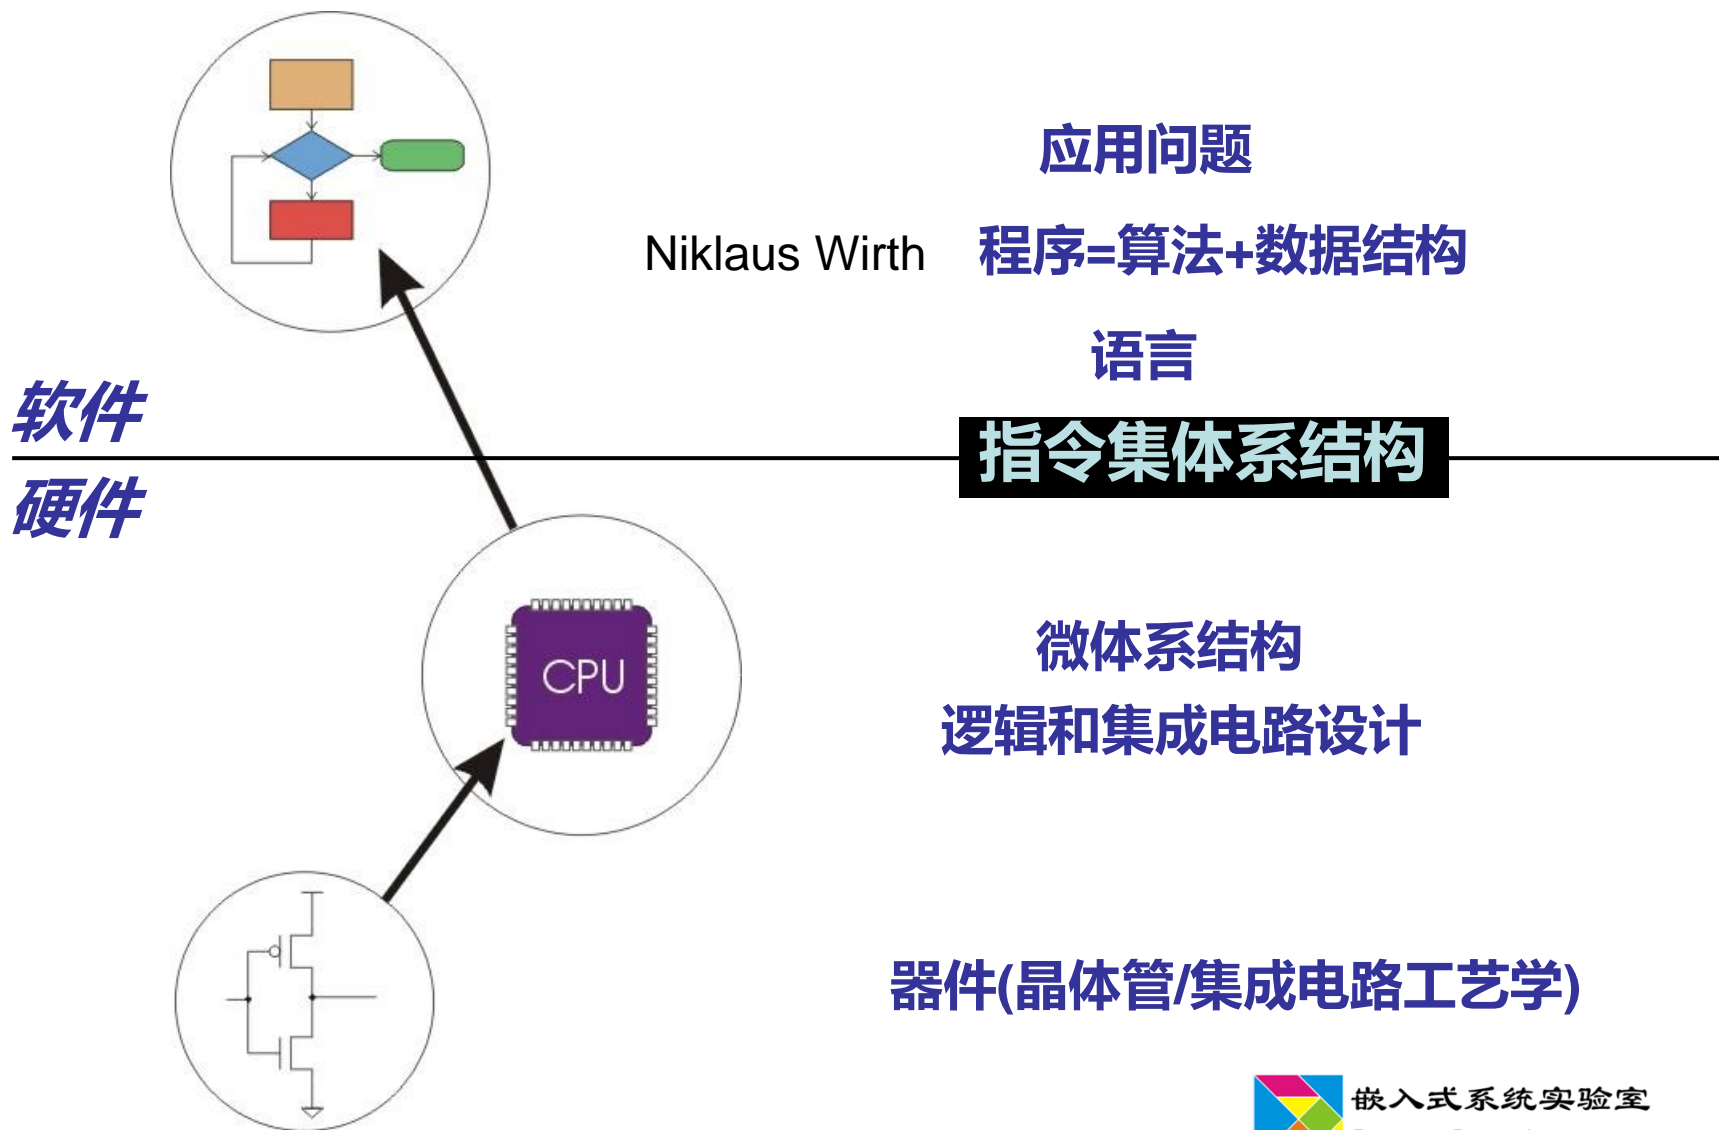 应用问题
Niklaus Wirth 程序=算法+数据结构
语言
软件
指令集体系结构
硬件
CPU
微体系结构
逻辑和集成电路设计
器件(晶体管/集成电路工艺学)
嵌入式系统实验室